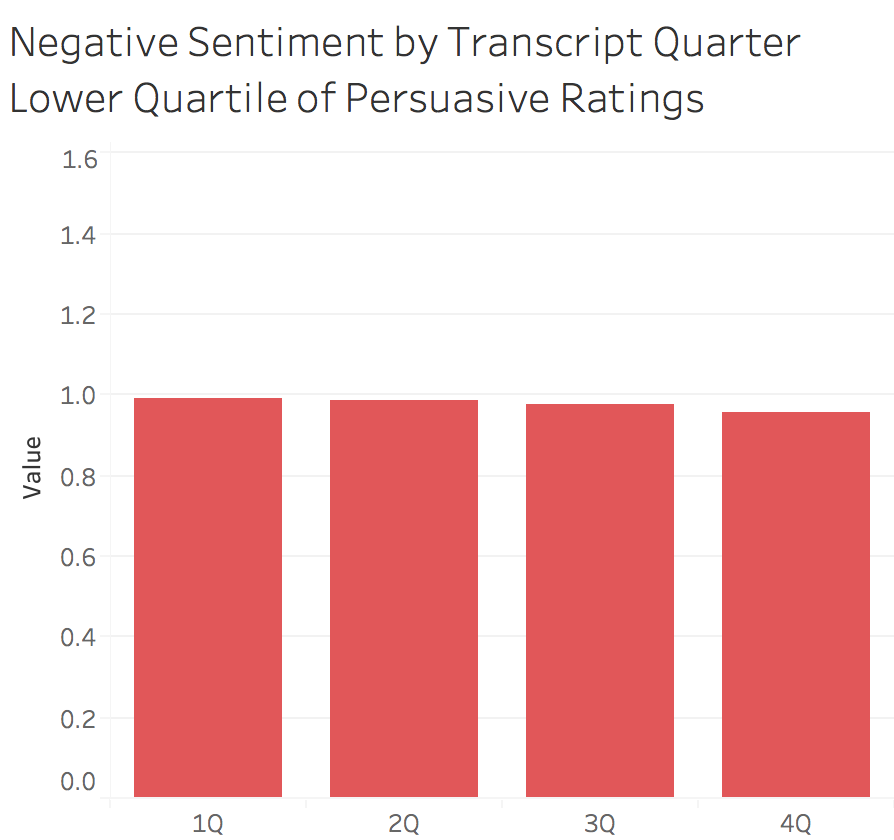 Negative Sentiment by Transcript Quarter
Lower Quartile of Persuasive Ratings
1.6
1.4
1.2
1.0
0.8
0.6
0.4
0.2
0.0
Value
1Q 2Q 3Q 4Q